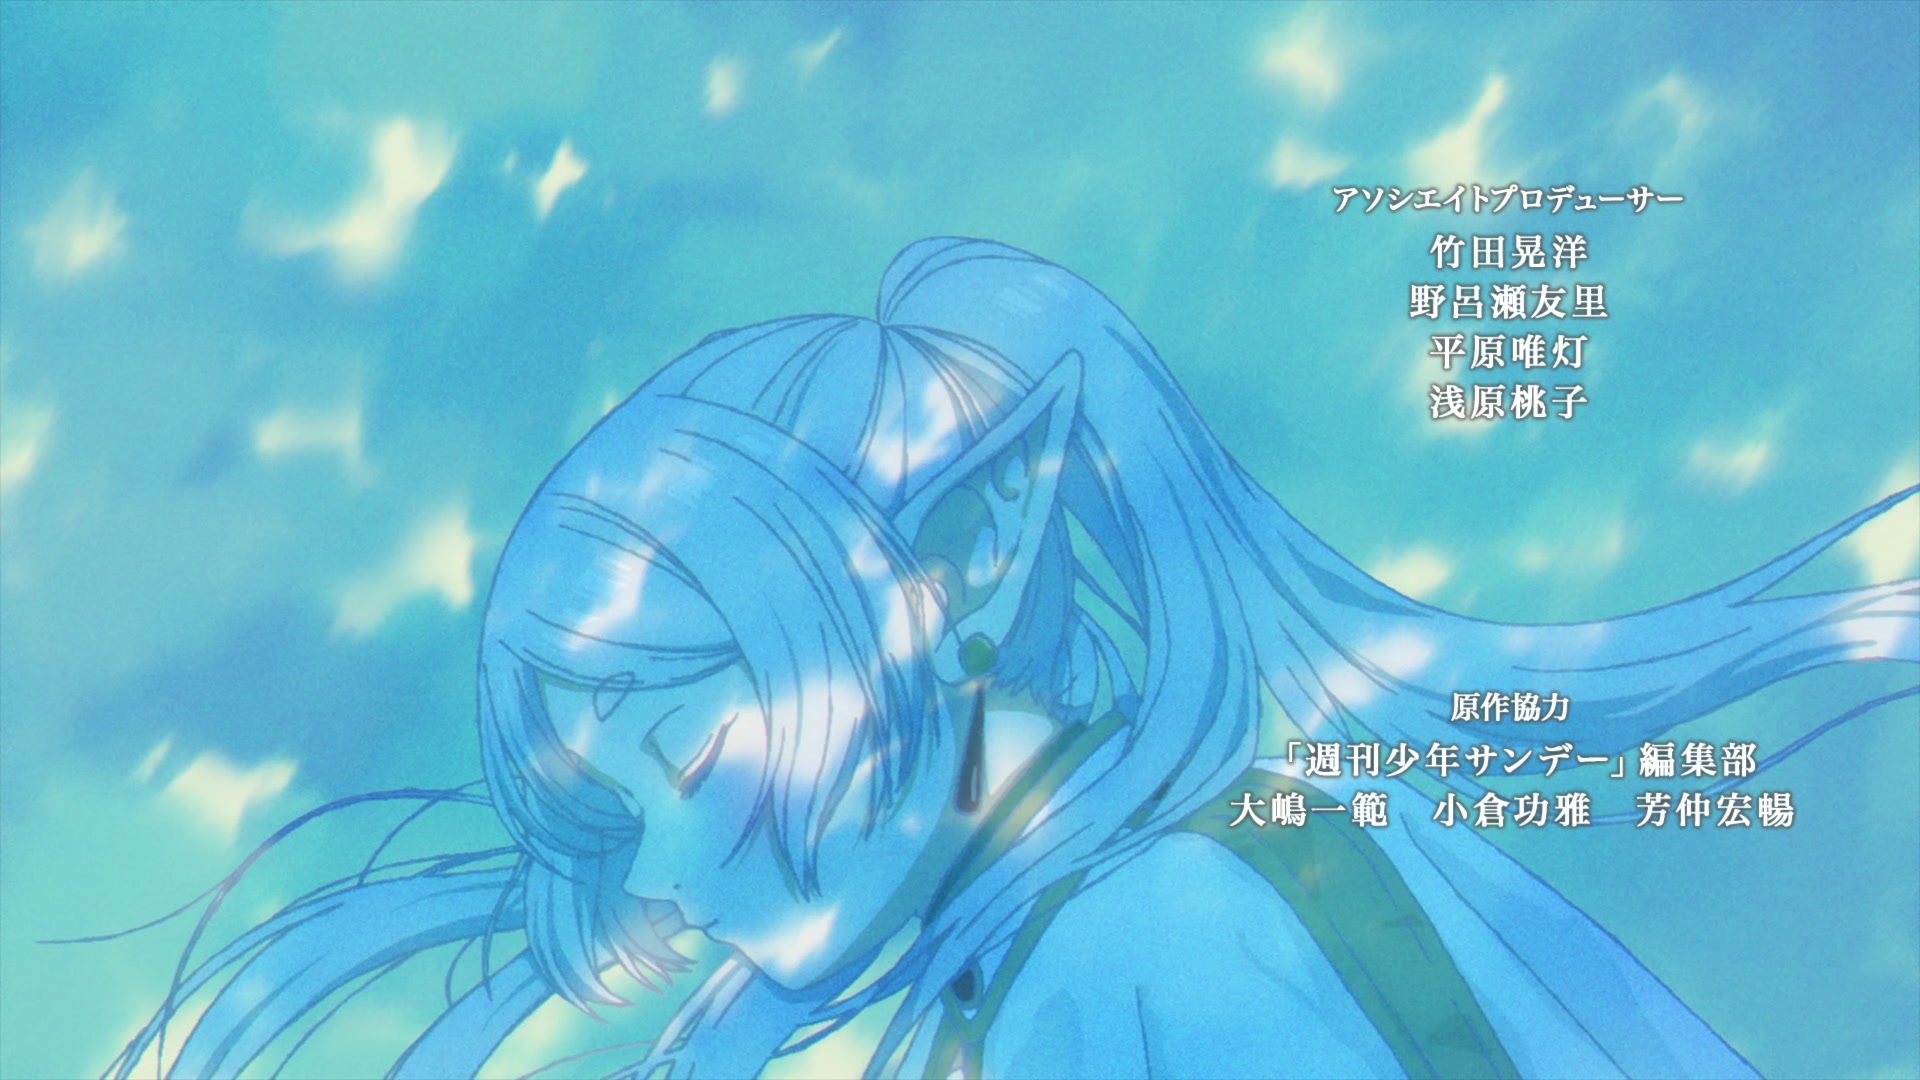 アソシエイトプロデューサー
竹田晃洋
野呂瀬友里
平原唯灯
浅原桃子
原作協力
「週刊少年サンデー」編集部
大嶋一範　小倉功雅　芳仲宏暢